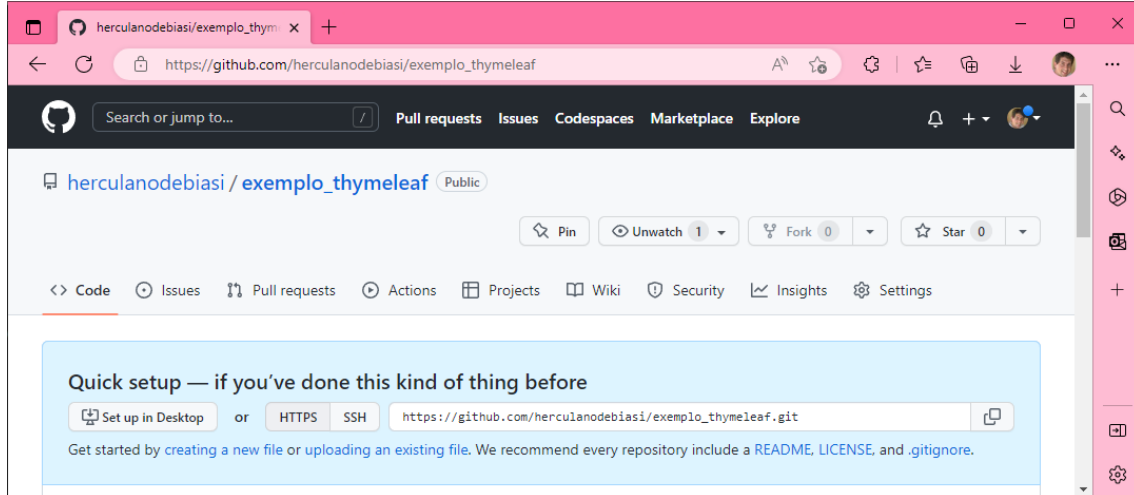 herculanodebiasi/exemplo_thym
https://github.com/herculanodebiasi/exemplo_thymeleaf
Search or jump to... / Pull requests Issues Codespaces Marketplace Explore
herculanodebiasi / exemplo_thymeleaf Public
Pin Unwatch 1 Fork 0 Star 0
<> Code Issues Pull requests Actions Projects Wiki Security Insights Settings
Quick setup — if you've done this kind of thing before
Set up in Desktop or HTTPS SSH https://github.com/herculanodebiasi/exemplo_thymeleaf.git
Get started by creating a new file or uploading an existing file. We recommend every repository include a README, LICENSE, and .gitignore.